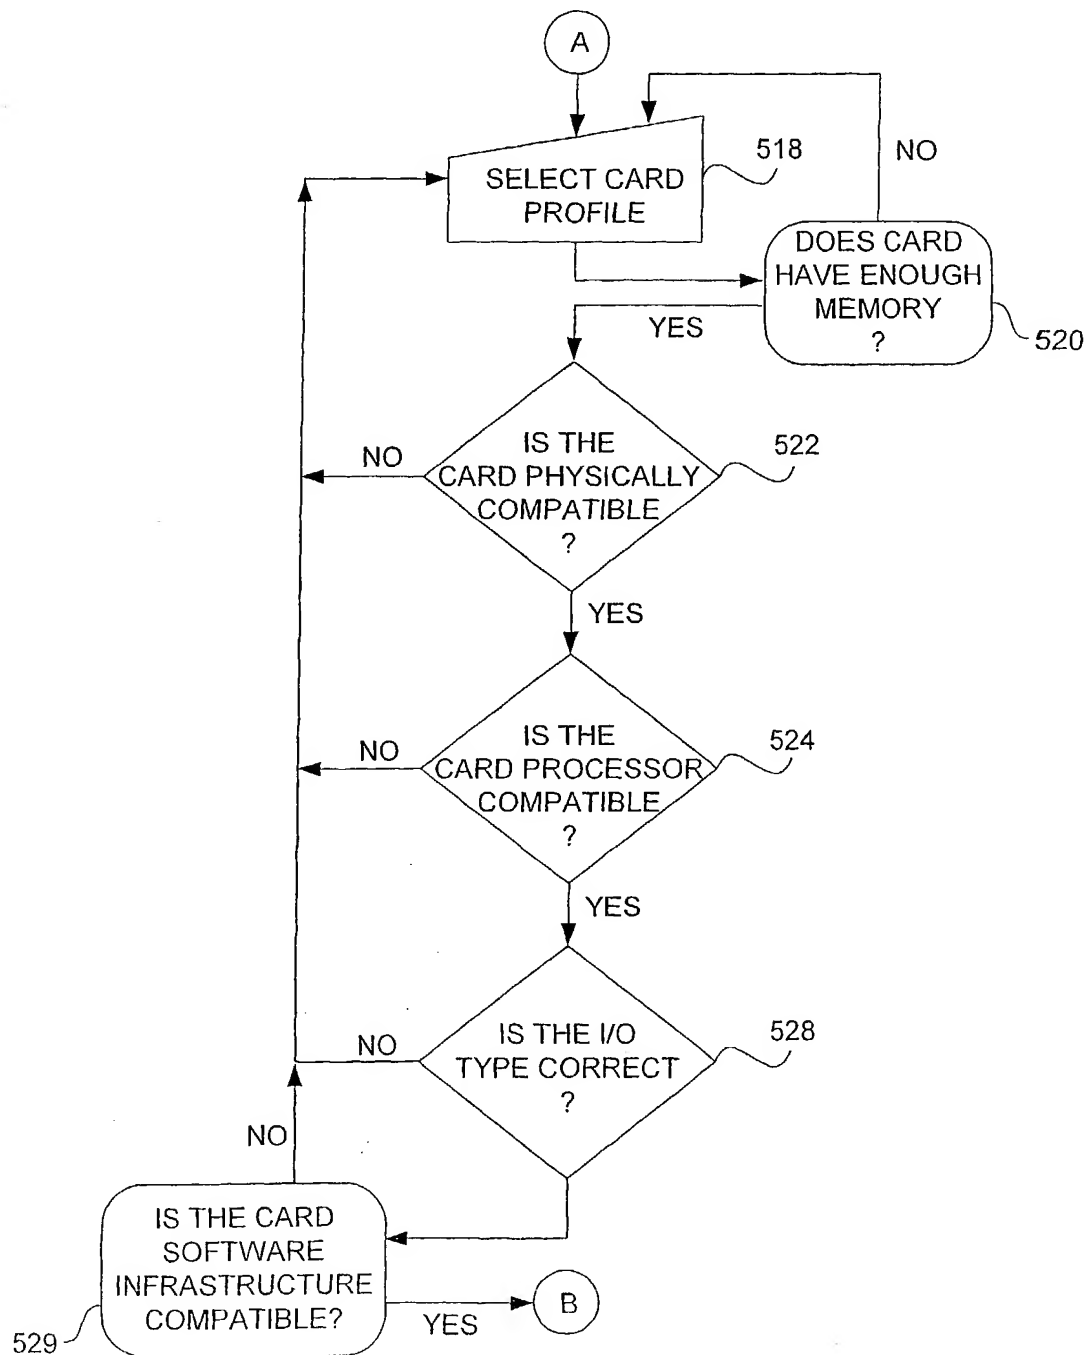 A
518
SELECT CARD
PROFILE
NO
DOES CARD
HAVE ENOUGH
MEMORY
?
520
YES
IS THE
CARD PHYSICALLY
COMPATIBLE
?
522
NO
YES
IS THE
CARD PROCESSOR
COMPATIBLE
?
524
NO
YES
IS THE I/O
TYPE CORRECT
?
528
NO
NO
IS THE CARD
SOFTWARE
INFRASTRUCTURE
COMPATIBLE?
529
YES
B